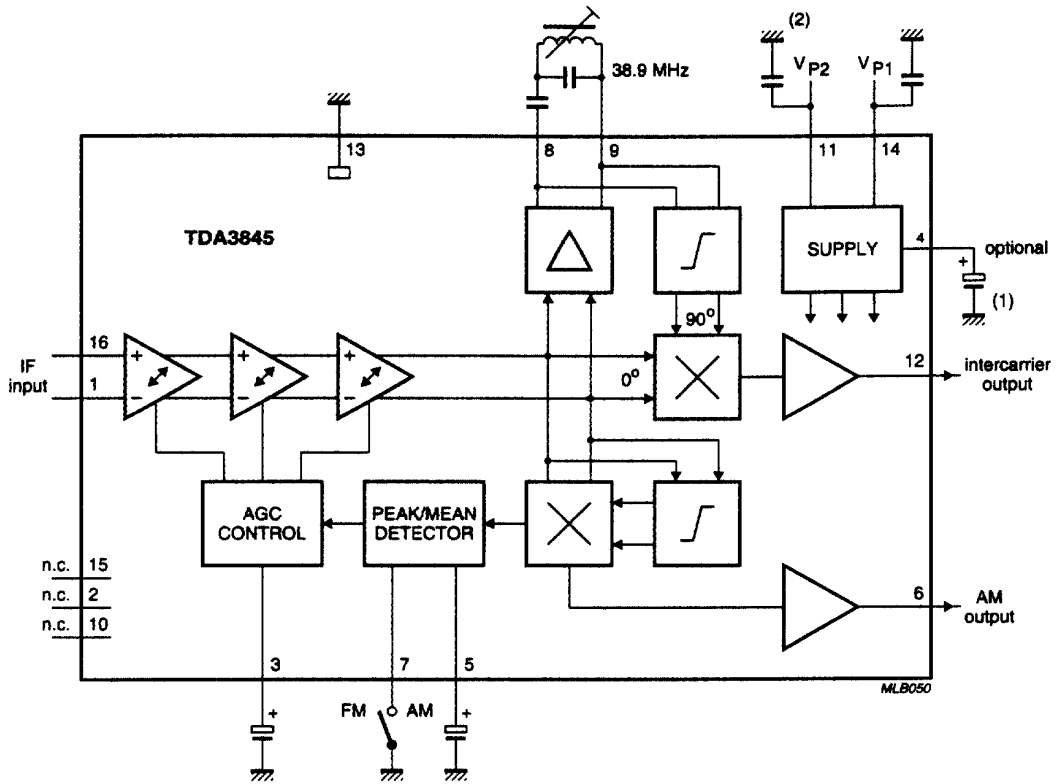 (2)
38.9 MHz
VP2
VP1
13
8
9
11
14
TDA3845
SUPPLY
4
optional
+
(1)
90°
IF
input
16
1
+
−
+
−
+
−
0°
12
intercarrier
output
AGC
CONTROL
PEAK/MEAN
DETECTOR
n.c. 15
n.c. 2
n.c. 10
6
AM
output
3
7
5
MLB050
+
FM
AM
+